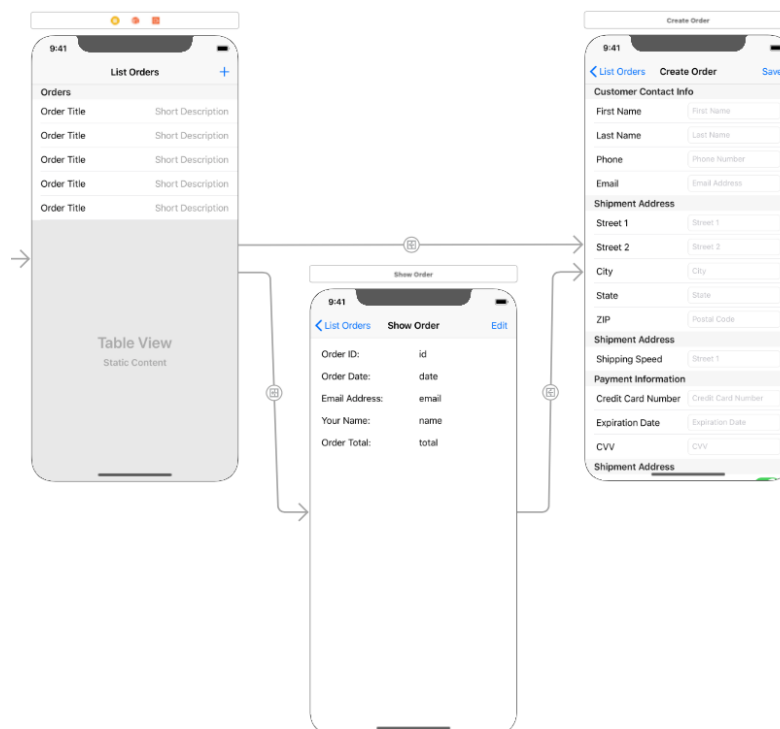 9:41
List Orders +
Orders
Order Title Short Description
Order Title Short Description
Order Title Short Description
Order Title Short Description
Order Title Short Description
Table View
Static Content
Show Order
9:41
List Orders Show Order Edit
Order ID: id
Order Date: date
Email Address: email
Your Name: name
Order Total: total
Create Order
9:41
List Orders Create Order Save
Customer Contact Info
First Name First Name
Last Name Last Name
Phone Phone Number
Email Email Address
Shipment Address
Street 1 Street 1
Street 2 Street 2
City City
State State
ZIP Postal Code
Shipment Address
Shipping Speed Street 1
Payment Information
Credit Card Number Credit Card Number
Expiration Date Expiration Date
CVV CVV
Shipment Address